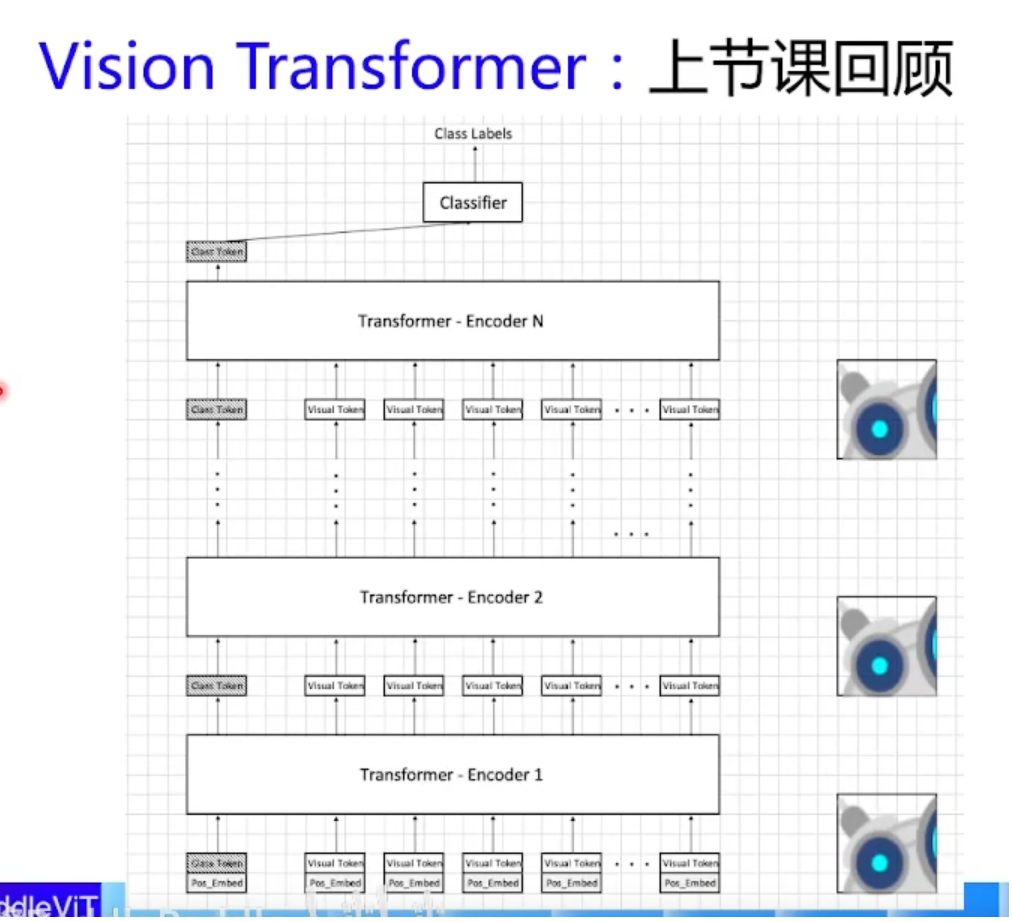 Vision Transformer：上节课回顾
Class Labels
Classifier
Class Token
Transformer - Encoder N
Class Token Visual Token Visual Token Visual Token Visual Token . . . Visual Token
. . .
Transformer - Encoder 2
Class Token Visual Token Visual Token Visual Token Visual Token . . . Visual Token
Transformer - Encoder 1
Class Token Visual Token Visual Token Visual Token Visual Token . . . Visual Token
Pos_Embed Pos_Embed Pos_Embed Pos_Embed Pos_Embed Pos_Embed
ddleViT